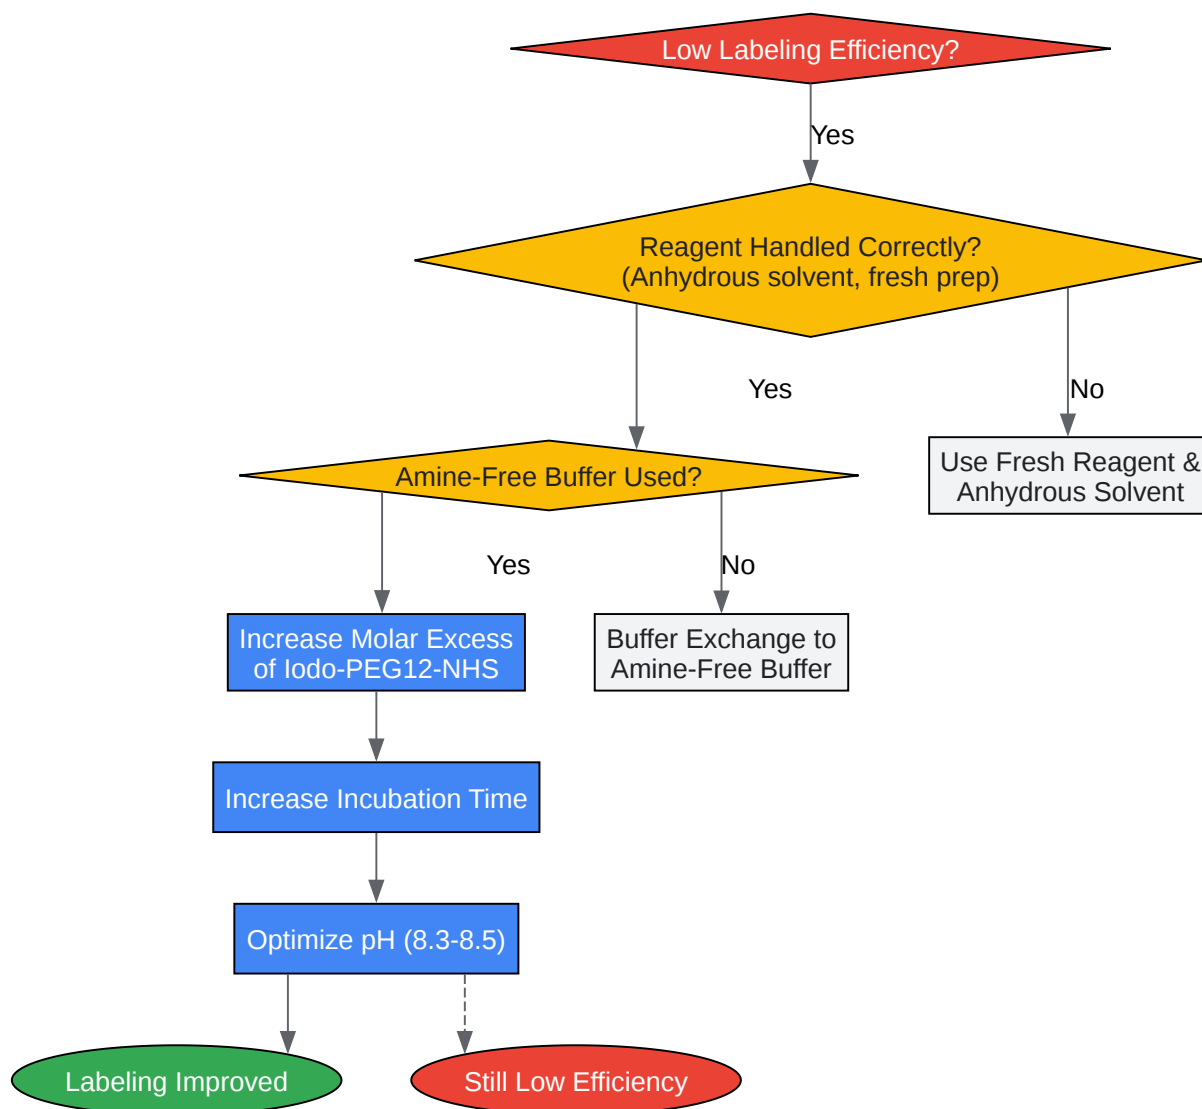 Low Labeling Efficiency?
Yes
Reagent Handled Correctly?
(Anhydrous solvent, fresh prep)
Yes
No
Use Fresh Reagent &
Anhydrous Solvent
Amine-Free Buffer Used?
Yes
No
Increase Molar Excess
of Iodo-PEG12-NHS
Buffer Exchange to
Amine-Free Buffer
Increase Incubation Time
Optimize pH (8.3-8.5)
Labeling Improved
Still Low Efficiency